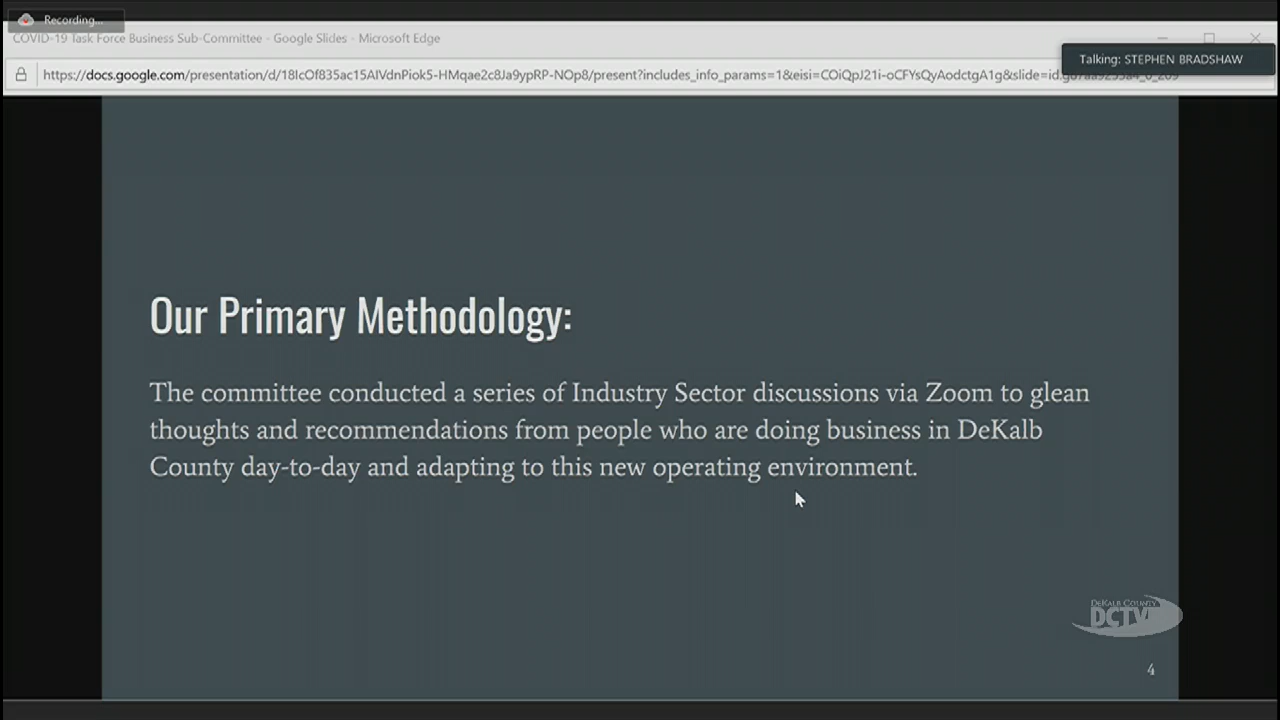 Recording...
COVID-19 Task Force Business Sub-Committee - Google Slides - Microsoft Edge
Talking: STEPHEN BRADSHAW
Our Primary Methodology:
The committee conducted a series of Industry Sector discussions via Zoom to glean
thoughts and recommendations from people who are doing business in DeKalb
County day-to-day and adapting to this new operating environment.
DEKALB COUNTY
DCTV
4